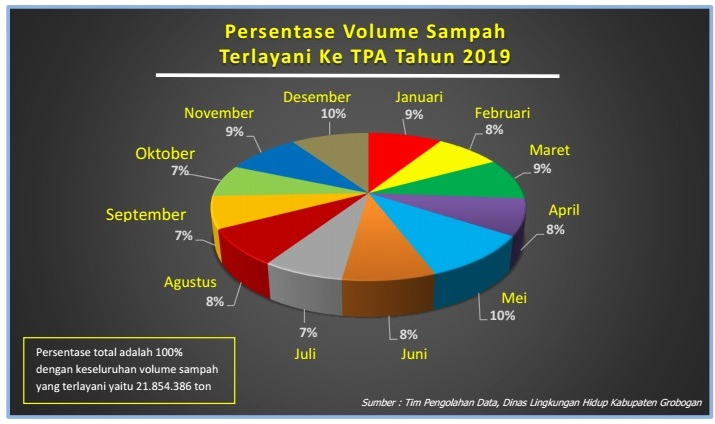 Persentase Volume Sampah
Terlayani Ke TPA Tahun 2019
Januari
9%
Februari
8%
Maret
9%
April
8%
Mei
10%
Juni
8%
Juli
7%
Agustus
8%
September
7%
Oktober
7%
November
9%
Desember
10%
Persentase total adalah 100%
dengan keseluruhan volume sampah
yang terlayani yaitu 21.854.386 ton
Sumber : Tim Pengolahan Data, Dinas Lingkungan Hidup Kabupaten Grobogan